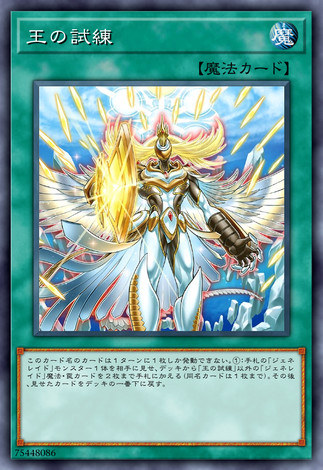 王の試練
魔
【魔法カード】
このカード名のカードは1ターンに1枚しか発動できない。①:手札の「ジェネ
レイド」モンスター1体を相手に見せ、デッキから「王の試練」以外の「ジェネレ
イド」魔法・罠カードを2枚まで手札に加える(同名カードは1枚まで)。その
後、見せたカードをデッキの一番下に戻す。
75448086